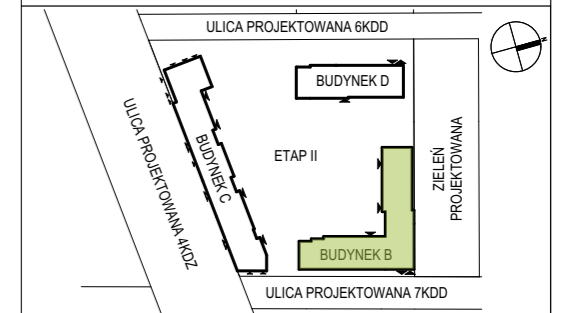 ULICA PROJEKTOWANA 6KDD
BUDYNEK D
ULICA PROJEKTOWANA 4KDZ
BUDYNEK C
ETAP II
ZIELEŃ
PROJEKTOWANA
BUDYNEK B
ULICA PROJEKTOWANA 7KDD